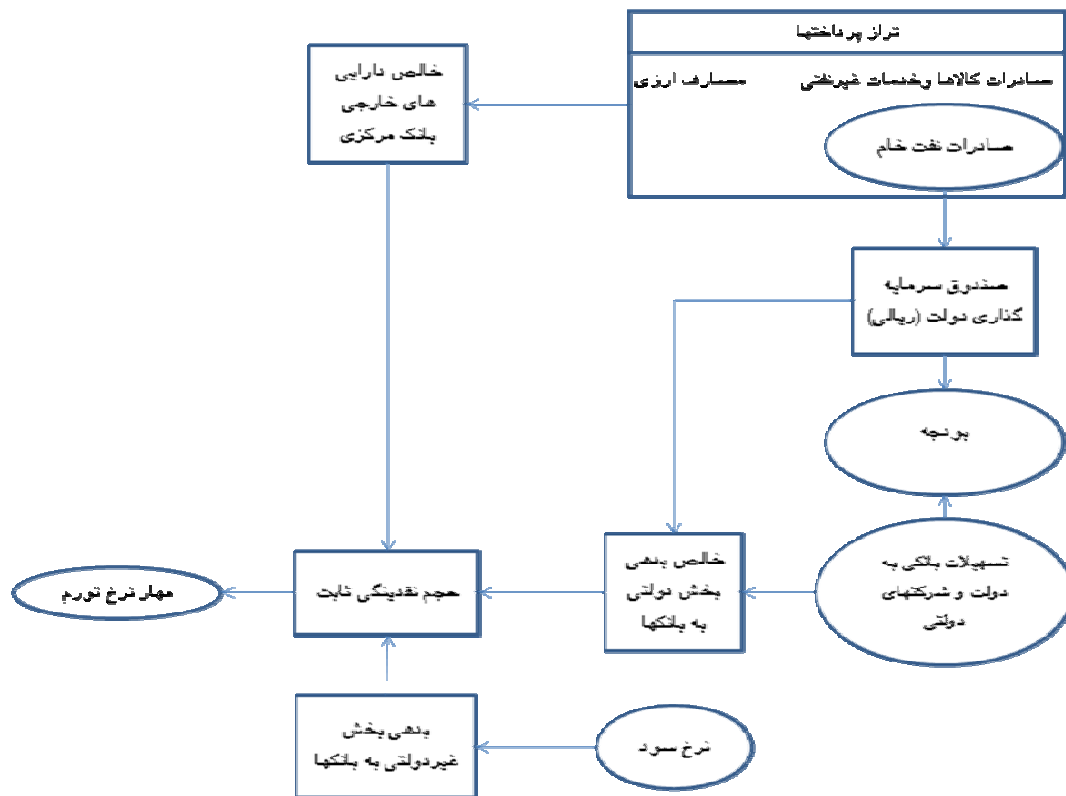 تراز پرداختها
صادرات کالاها وخدمات غیرنفتی
مصارف ارزی
صادرات نفت خام
خالص دارایی
های خارجی
بانک مرکزی
صندوق سرمایه
گذاری دولت (ریالی)
بودجه
تسهیلات بانکی به
دولت و شرکتهای
دولتی
خالص بدهی
بخش دولتی
به بانکها
حجم نقدینگی ثابت
مهار نرخ تورم
بدهی بخش
غیردولتی به بانکها
نرخ سود